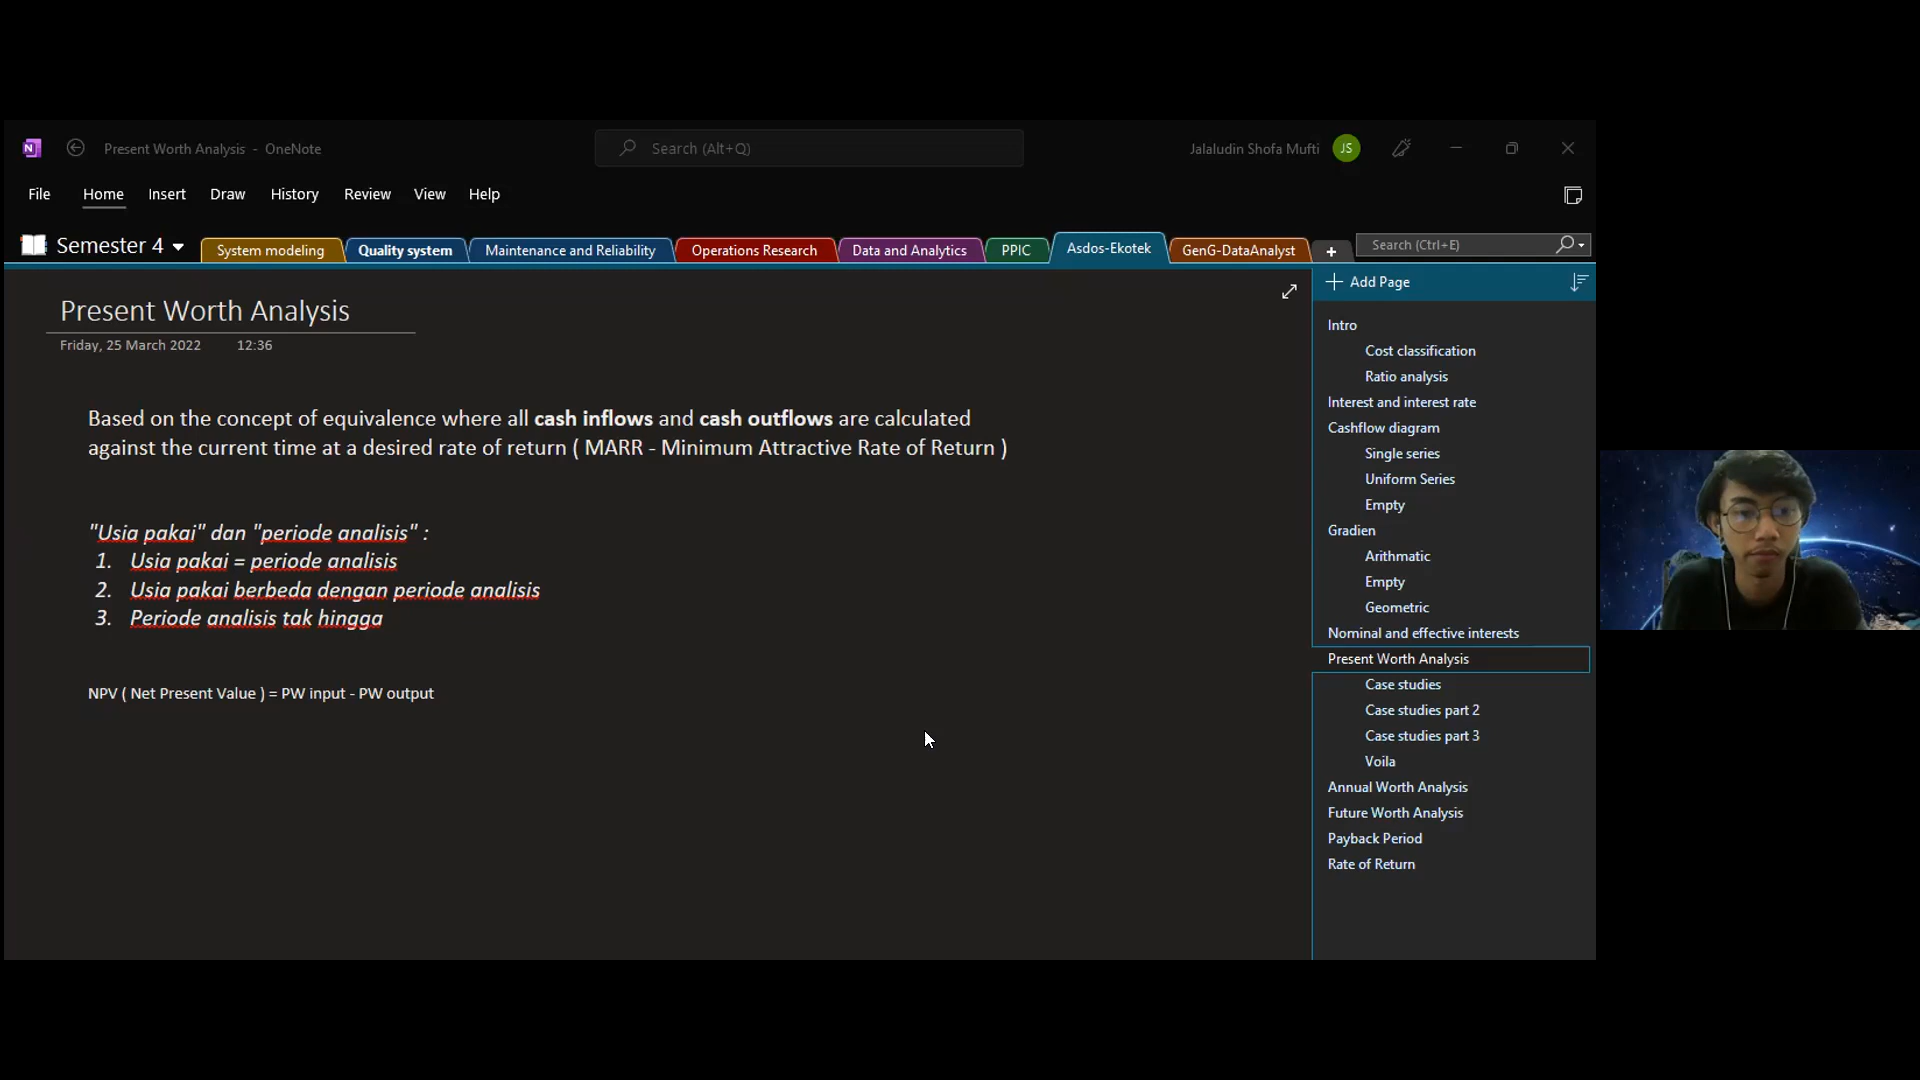 Present Worth Analysis - OneNote
Search (Alt+Q)
Jalaludin Shofa Mufti
JS
File Home Insert Draw History Review View Help
Semester 4
System modeling
Quality system
Maintenance and Reliability
Operations Research
Data and Analytics
PPIC
Asdos-Ekotek
GenG-DataAnalyst
Search (Ctrl+E)
Present Worth Analysis
Friday, 25 March 2022 12:36
Based on the concept of equivalence where all cash inflows and cash outflows are calculated
against the current time at a desired rate of return ( MARR - Minimum Attractive Rate of Return )
"Usia pakai" dan "periode analisis" :
1. Usia pakai = periode analisis
2. Usia pakai berbeda dengan periode analisis
3. Periode analisis tak hingga
NPV ( Net Present Value ) = PW input - PW output
Add Page
Intro
Cost classification
Ratio analysis
Interest and interest rate
Cashflow diagram
Single series
Uniform Series
Empty
Gradien
Arithmatic
Empty
Geometric
Nominal and effective interests
Present Worth Analysis
Case studies
Case studies part 2
Case studies part 3
Voila
Annual Worth Analysis
Future Worth Analysis
Payback Period
Rate of Return